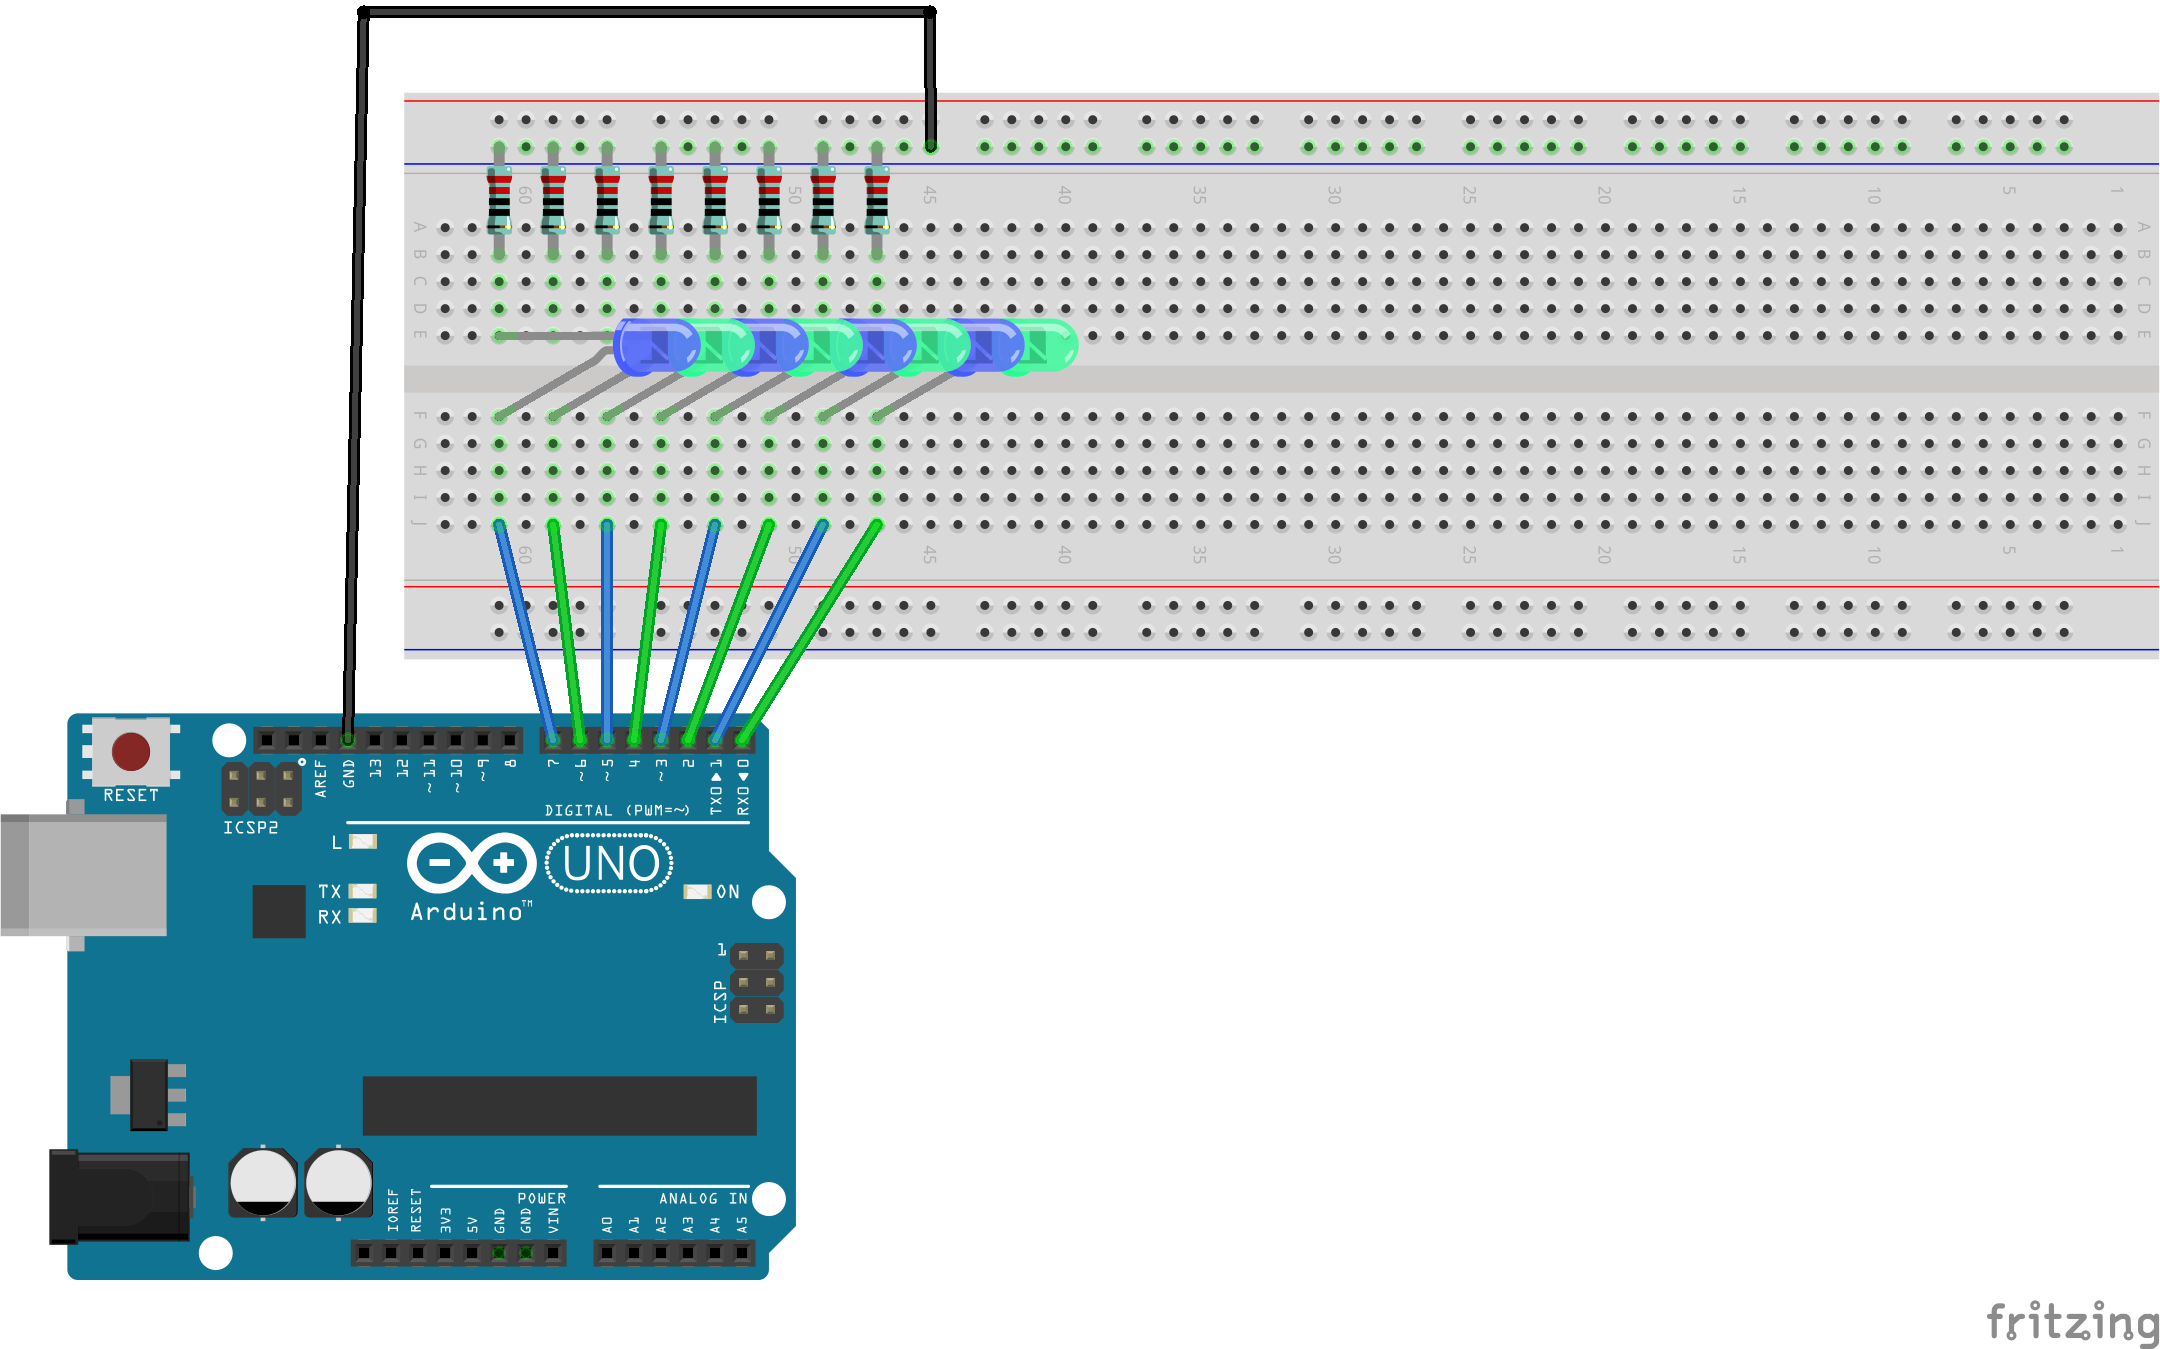 60 50 45 40 35 30 25 20 15 10 5 1
A A
B B
C C
D D
E E
F F
G G
H H
I I
J J
60 50 45 40 35 30 25 20 15 10 5 1
RESET
ICSP2
AREF
GND
13
12
~11
~10
~9
8
7
~6
~5
4
~3
2
TX0▶1
RX0◀0
DIGITAL (PWM=~)
L
TX
RX
UNO
Arduino™
ON
1
ICSP
IOREF
RESET
3V3
5V
GND
GND
VIN
POWER
ANALOG IN
A0
A1
A2
A3
A4
A5
fritzing